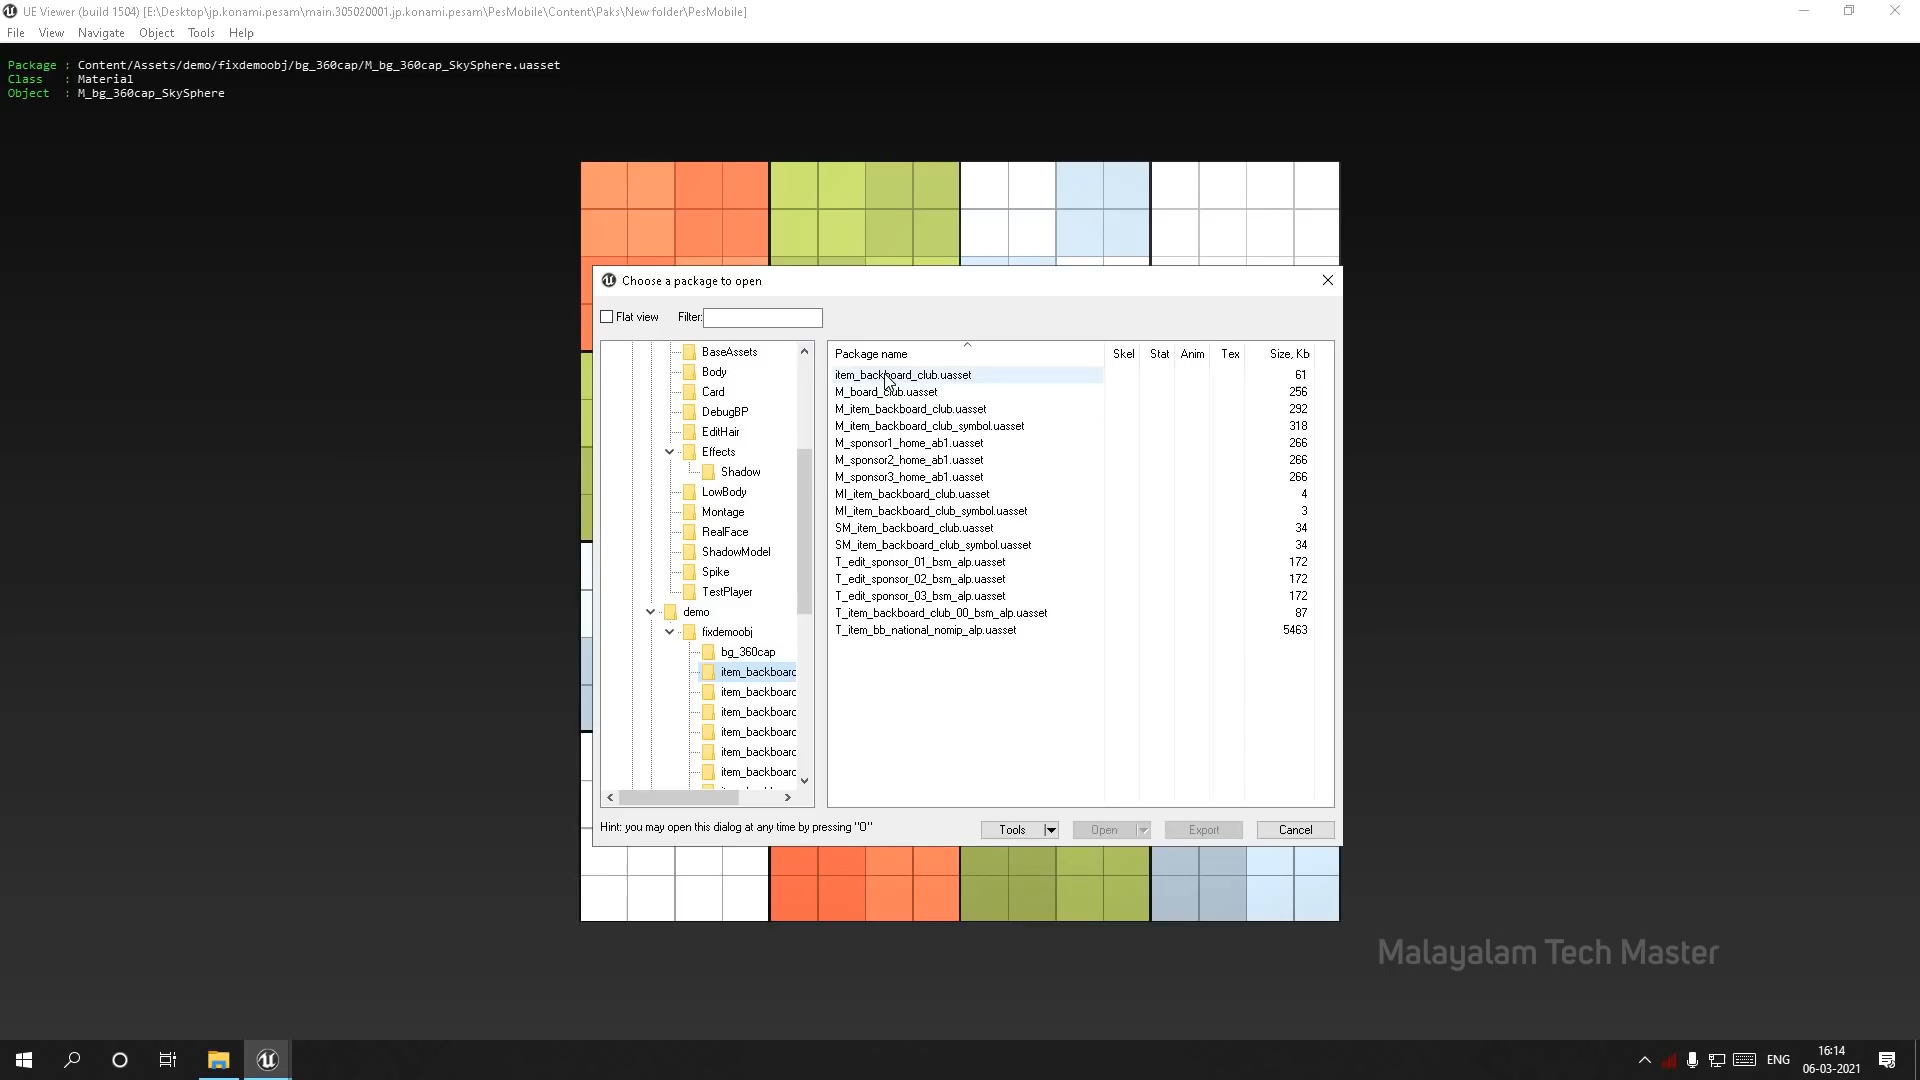 UE Viewer (build 1504) [E:\Desktop\jp.konami.pesam\main.305020001.jp.konami.pesam\PesMobile\Content\Paks\New folder\PesMobile]
File View Navigate Object Tools Help
Package : Content/Assets/demo/fixdemoobj/bg_360cap/M_bg_360cap_SkySphere.uasset
Class : Material
Object : M_bg_360cap_SkySphere
Choose a package to open
Flat view Filter:
BaseAssets
Body
Card
DebugBP
EditHair
Effects
Shadow
LowBody
Montage
RealFace
ShadowModel
Spike
TestPlayer
demo
fixdemoobj
bg_360cap
item_backboard
item_backboard
item_backboard
item_backboard
item_backboard
item_backboard
Package name Skel Stat Anim Tex Size, Kb
item_backboard_club.uasset 61
M_board_club.uasset 256
M_item_backboard_club.uasset 292
M_item_backboard_club_symbol.uasset 318
M_sponsor1_home_ab1.uasset 266
M_sponsor2_home_ab1.uasset 266
M_sponsor3_home_ab1.uasset 266
MI_item_backboard_club.uasset 4
MI_item_backboard_club_symbol.uasset 3
SM_item_backboard_club.uasset 34
SM_item_backboard_club_symbol.uasset 34
T_edit_sponsor_01_bsm_alp.uasset 172
T_edit_sponsor_02_bsm_alp.uasset 172
T_edit_sponsor_03_bsm_alp.uasset 172
T_item_backboard_club_00_bsm_alp.uasset 87
T_item_bb_national_nomip_alp.uasset 5463
Hint: you may open this dialog at any time by pressing "O"
Tools Open Export Cancel
Malayalam Tech Master
ENG
16:14
06-03-2021